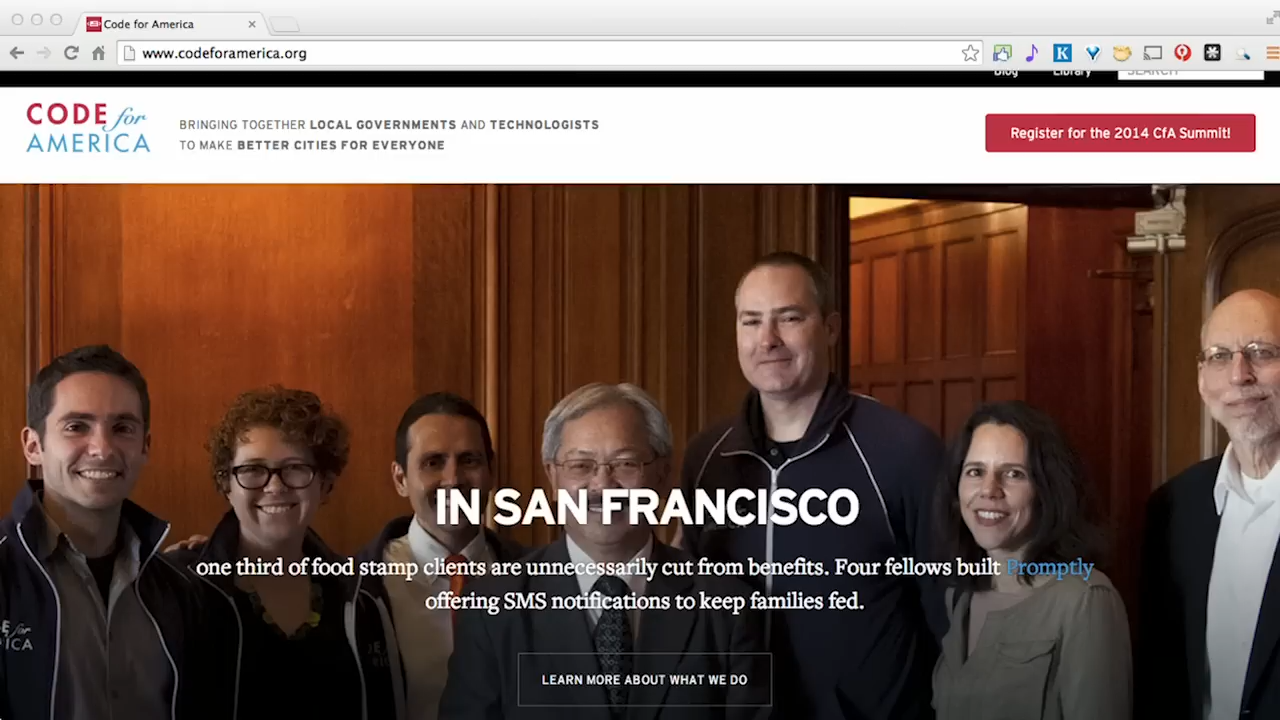 Code for America
www.codeforamerica.org
Blog
Library
SEARCH
CODE for
AMERICA
BRINGING TOGETHER LOCAL GOVERNMENTS AND TECHNOLOGISTS
TO MAKE BETTER CITIES FOR EVERYONE
Register for the 2014 CfA Summit!
IN SAN FRANCISCO
one third of food stamp clients are unnecessarily cut from benefits. Four fellows built Promptly
offering SMS notifications to keep families fed.
LEARN MORE ABOUT WHAT WE DO